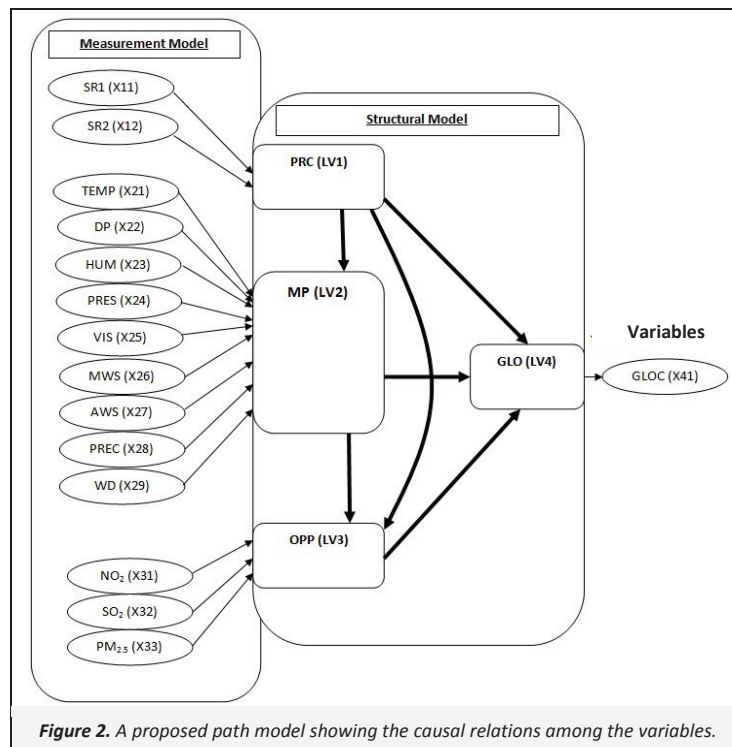 Measurement Model
SR1 (X11)
SR2 (X12)
TEMP (X21)
DP (X22)
HUM (X23)
PRES (X24)
VIS (X25)
MWS (X26)
AWS (X27)
PREC (X28)
WD (X29)
NO₂ (X31)
SO₂ (X32)
PM₂.₅ (X33)
Structural Model
PRC (LV1)
MP (LV2)
OPP (LV3)
GLO (LV4)
Variables
GLOC (X41)
Figure 2. A proposed path model showing the causal relations among the variables.